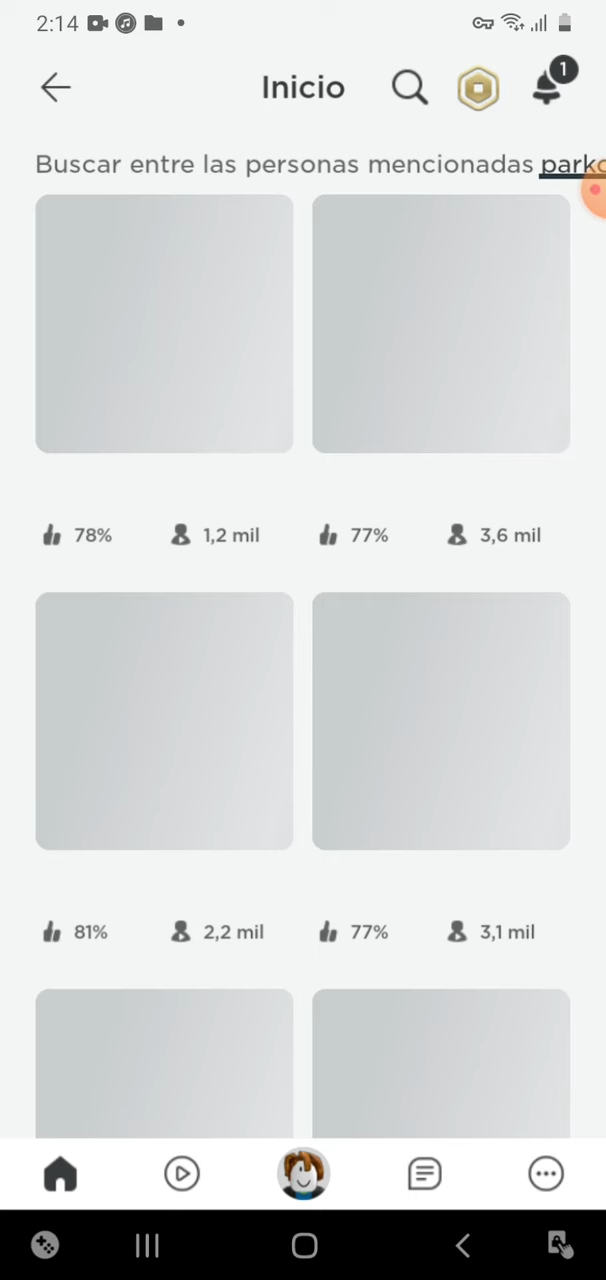 2:14
Inicio
1
Buscar entre las personas mencionadas
78% 1,2 mil 77% 3,6 mil
81% 2,2 mil 77% 3,1 mil